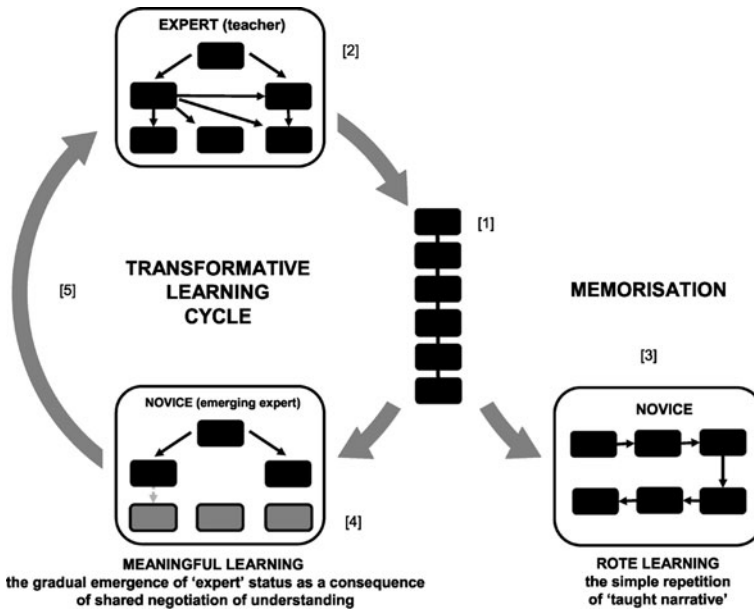 EXPERT (teacher)
[2]
[1]
TRANSFORMATIVE
LEARNING
CYCLE
[5]
MEMORISATION
[3]
NOVICE (emerging expert)
[4]
NOVICE
MEANINGFUL LEARNING
the gradual emergence of ‘expert’ status as a consequence
of shared negotiation of understanding
ROTE LEARNING
the simple repetition
of ‘taught narrative’